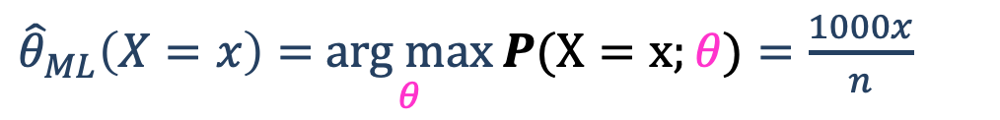 θ̂_ML(X = x) = arg max_θ P(X = x; θ) = 1000x/n